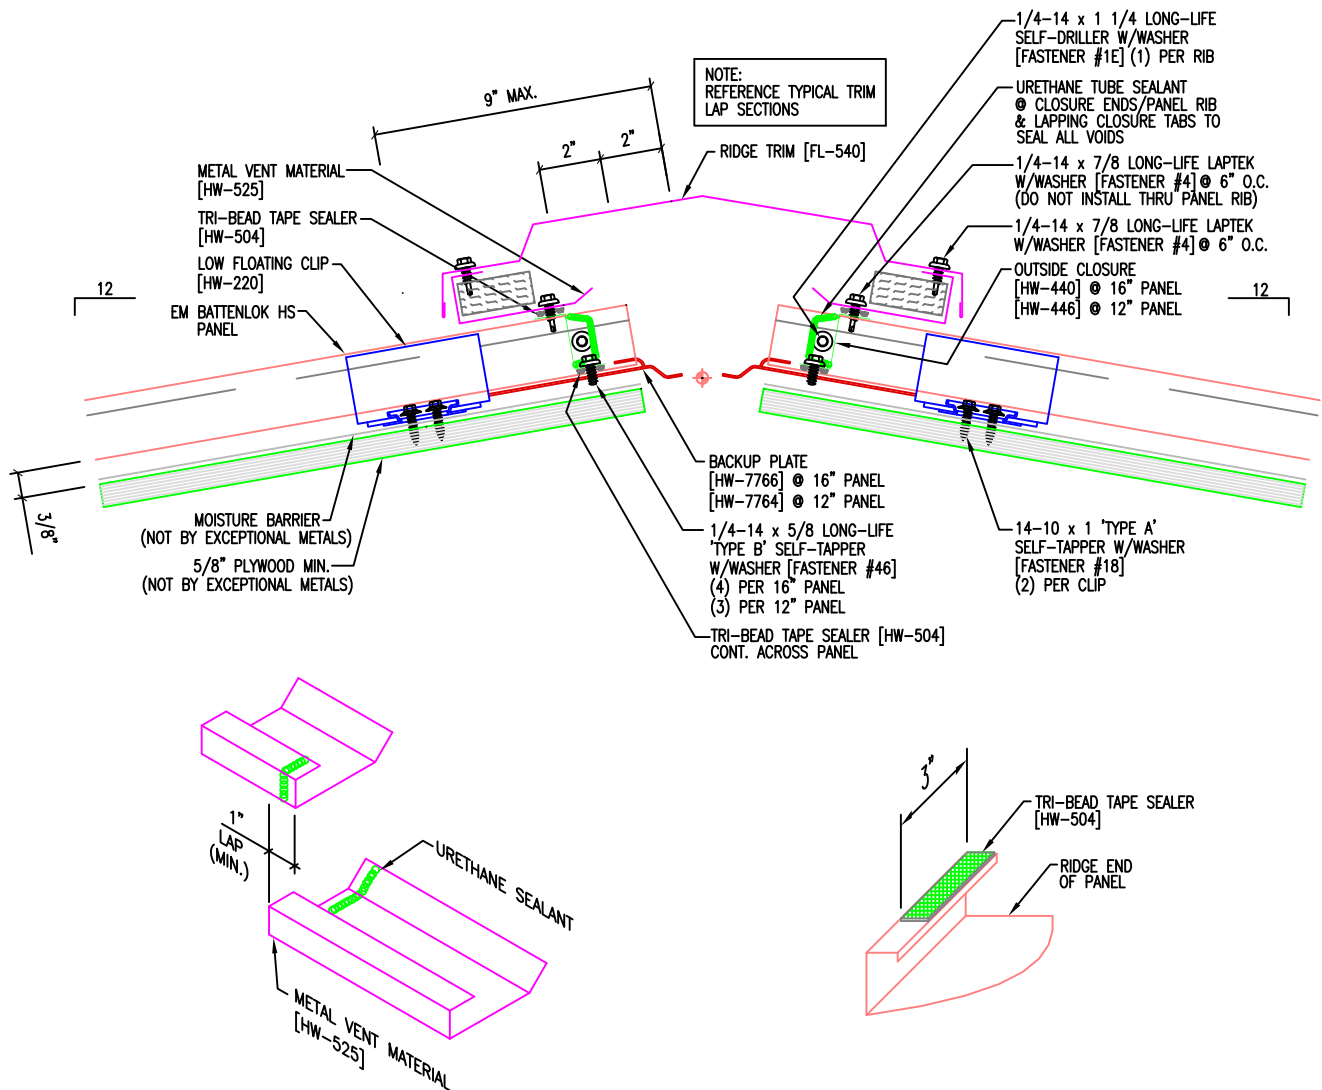 1/4-14 x 1 1/4 LONG-LIFE
SELF-DRILLER W/WASHER
[FASTENER #1E] (1) PER RIB
NOTE:
REFERENCE TYPICAL TRIM
LAP SECTIONS
URETHANE TUBE SEALANT
@ CLOSURE ENDS/PANEL RIB
& LAPPING CLOSURE TABS TO
SEAL ALL VOIDS
9" MAX.
2"
2"
RIDGE TRIM [FL-540]
METAL VENT MATERIAL
[HW-525]
1/4-14 x 7/8 LONG-LIFE LAPTEK
W/WASHER [FASTENER #4] @ 6" O.C.
(DO NOT INSTALL THRU PANEL RIB)
TRI-BEAD TAPE SEALER
[HW-504]
1/4-14 x 7/8 LONG-LIFE LAPTEK
W/WASHER [FASTENER #4] @ 6" O.C.
LOW FLOATING CLIP
[HW-220]
OUTSIDE CLOSURE
[HW-440] @ 16" PANEL
[HW-446] @ 12" PANEL
12
12
EM BATTENLOK HS
PANEL
BACKUP PLATE
[HW-7766] @ 16" PANEL
[HW-7764] @ 12" PANEL
3/8"
MOISTURE BARRIER
(NOT BY EXCEPTIONAL METALS)
5/8" PLYWOOD MIN.
(NOT BY EXCEPTIONAL METALS)
1/4-14 x 5/8 LONG-LIFE
'TYPE B' SELF-TAPPER
W/WASHER [FASTENER #46]
(4) PER 16" PANEL
(3) PER 12" PANEL
14-10 x 1 'TYPE A'
SELF-TAPPER W/WASHER
[FASTENER #18]
(2) PER CLIP
TRI-BEAD TAPE SEALER [HW-504]
CONT. ACROSS PANEL
1"
LAP
(MIN.)
URETHANE SEALANT
METAL VENT MATERIAL
[HW-525]
3"
TRI-BEAD TAPE SEALER
[HW-504]
RIDGE END
OF PANEL